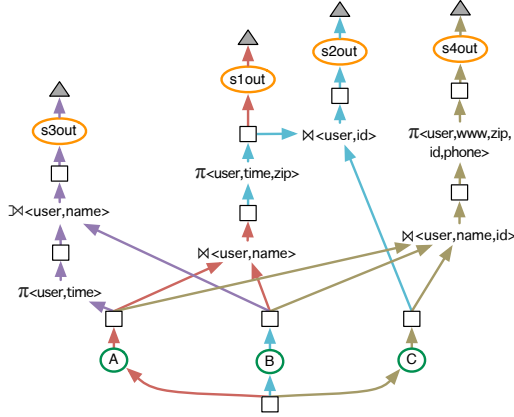 s2out
s1out
s4out
s3out
⋈<user,id>
π<user,www,zip,
id,phone>
π<user,time,zip>
⟕<user,name>
⋈<user,name>
⋈<user,name,id>
π<user,time>
A
B
C